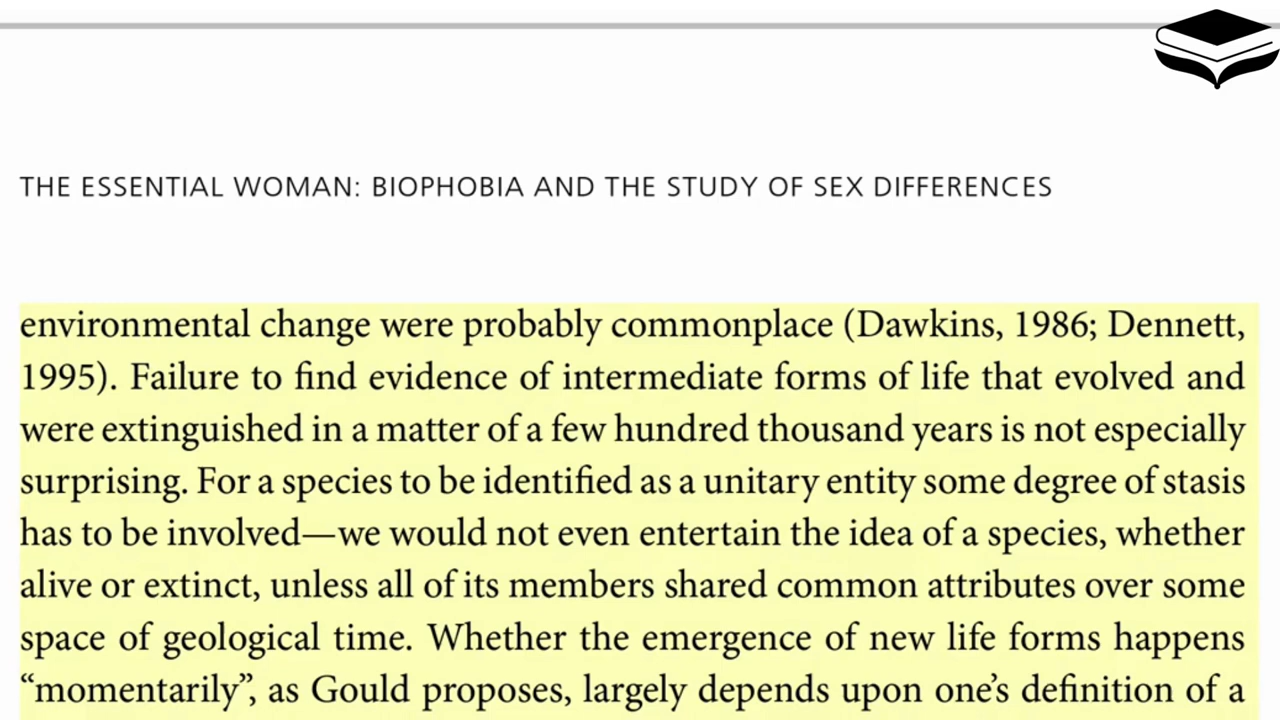 THE ESSENTIAL WOMAN: BIOPHOBIA AND THE STUDY OF SEX DIFFERENCES
environmental change were probably commonplace (Dawkins, 1986; Dennett,
1995). Failure to find evidence of intermediate forms of life that evolved and
were extinguished in a matter of a few hundred thousand years is not especially
surprising. For a species to be identified as a unitary entity some degree of stasis
has to be involved—we would not even entertain the idea of a species, whether
alive or extinct, unless all of its members shared common attributes over some
space of geological time. Whether the emergence of new life forms happens
“momentarily”, as Gould proposes, largely depends upon one’s definition of a